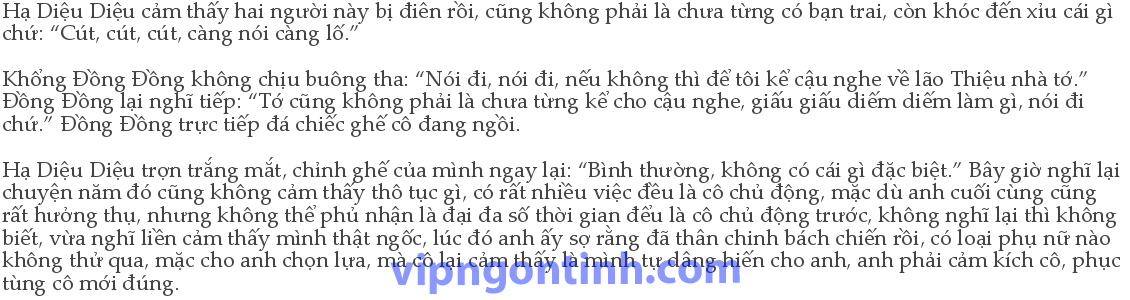 Hạ Diệu Diệu cảm thấy hai người này bị điên rồi, cũng không phải là chưa từng có bạn trai, còn khóc đến xỉu cái gì
chứ: “Cút, cút, cút, càng nói càng lố.”
Khổng Đồng Đồng không chịu buông tha: “Nói đi, nói đi, nếu không thì để tôi kể cậu nghe về lão Thiệu nhà tớ.”
Đồng Đồng lại nghĩ tiếp: “Tớ cũng không phải là chưa từng kể cho cậu nghe, giấu giấu diếm diếm làm gì, nói đi
chứ.” Đồng Đồng trực tiếp đá chiếc ghế cô đang ngồi.
Hạ Diệu Diệu trợn trắng mắt, chỉnh ghế của mình ngay lại: “Bình thường, không có cái gì đặc biệt.” Bây giờ nghĩ lại
chuyện năm đó cũng không cảm thấy thô tục gì, có rất nhiều việc đều là cô chủ động, mặc dù anh cuối cùng cũng
rất hưởng thụ, nhưng không thể phủ nhận là đại đa số thời gian đểu là cô chủ động trước, không nghĩ lại thì không
biết, vừa nghĩ liền cảm thấy mình thật ngốc, lúc đó anh ấy sợ rằng đã thân chinh bách chiến rồi, có loại phụ nữ nào
không thử qua, mặc cho anh chọn lựa, mà cô lại cảm thấy là mình tự dâng hiến cho anh, anh phải cảm kích cô, phục
vipngontinh.com
tùng cô mới đúng.